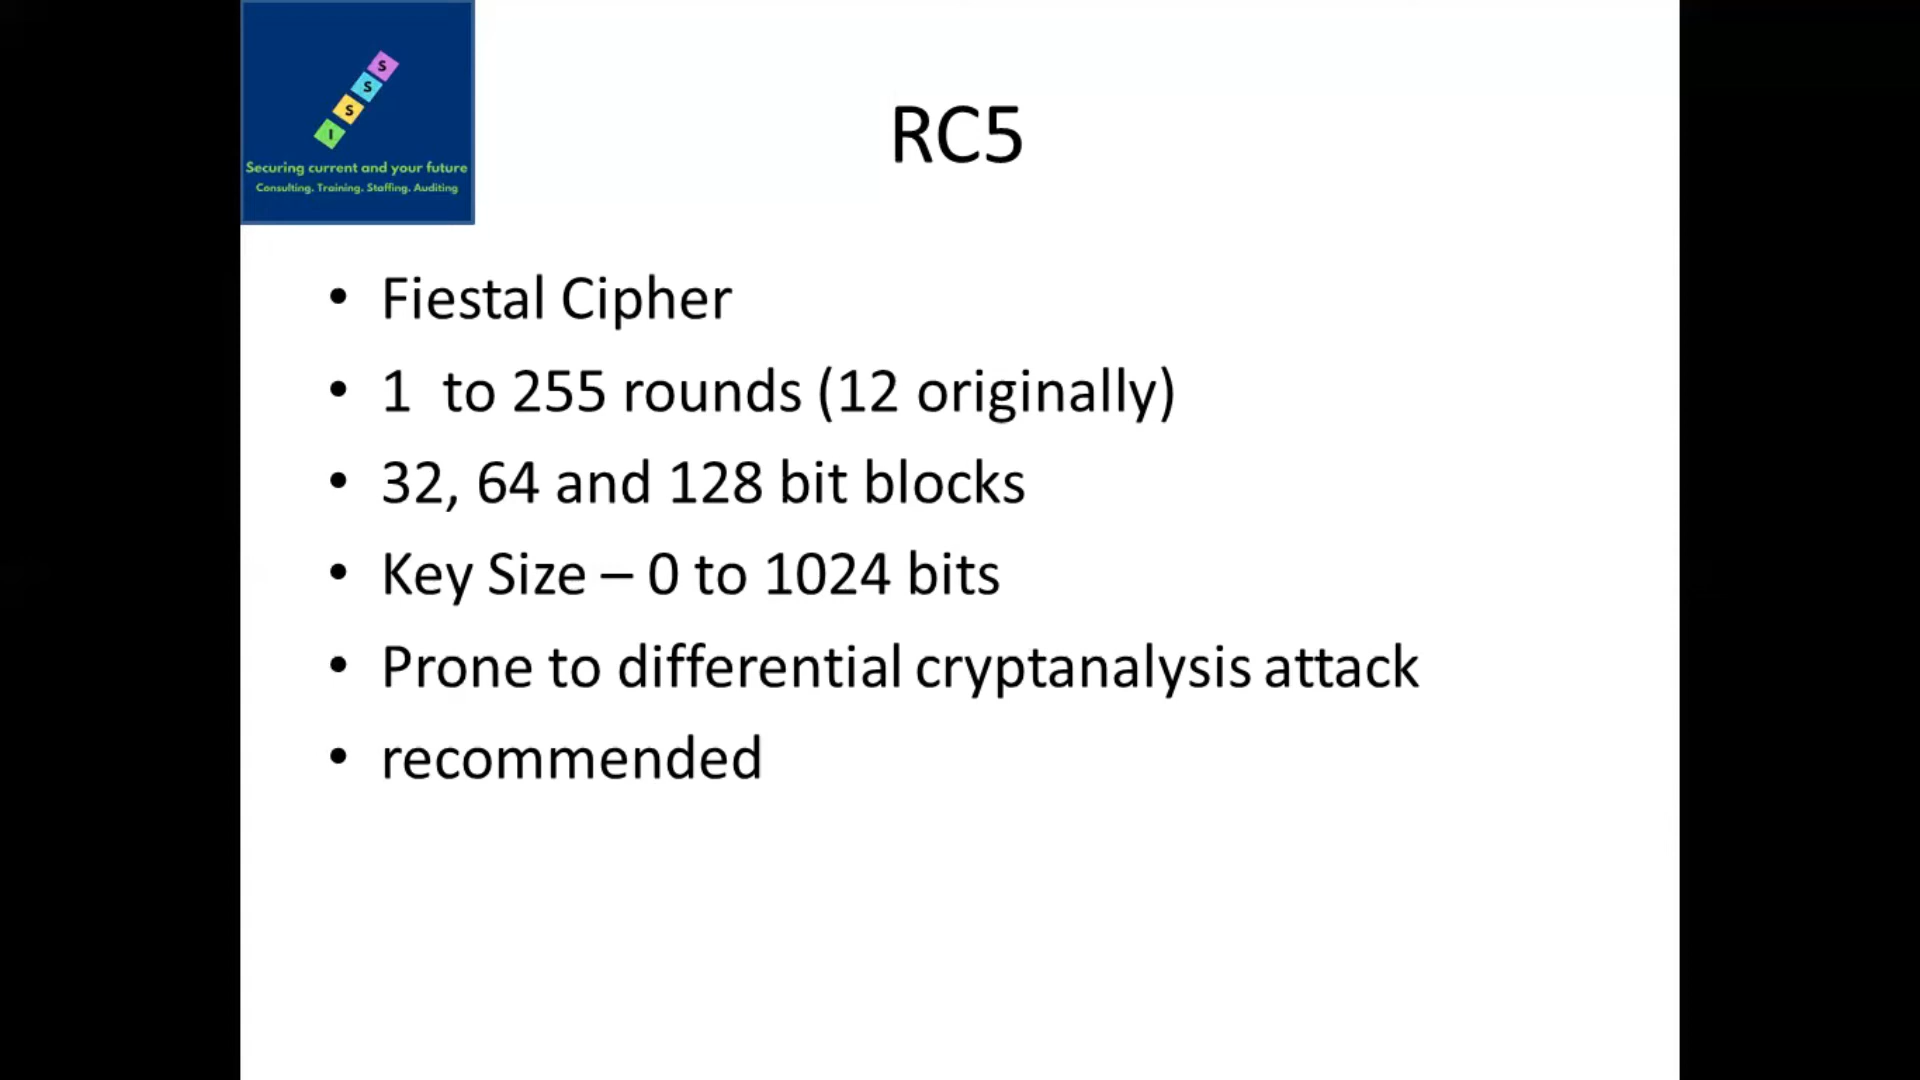 S
S
S
I
Securing current and your future
Consulting. Training. Staffing. Auditing
RC5
• Fiestal Cipher
• 1  to 255 rounds (12 originally)
• 32, 64 and 128 bit blocks
• Key Size – 0 to 1024 bits
• Prone to differential cryptanalysis attack
• recommended